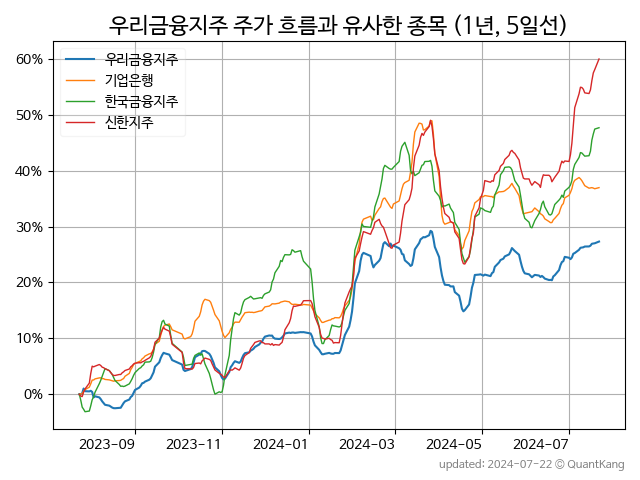 우리금융지주 주가 흐름과 유사한 종목 (1년, 5일선)
우리금융지주
기업은행
한국금융지주
신한지주
60%
50%
40%
30%
20%
10%
0%
2023-09 2023-11 2024-01 2024-03 2024-05 2024-07
updated: 2024-07-22 © QuantKang